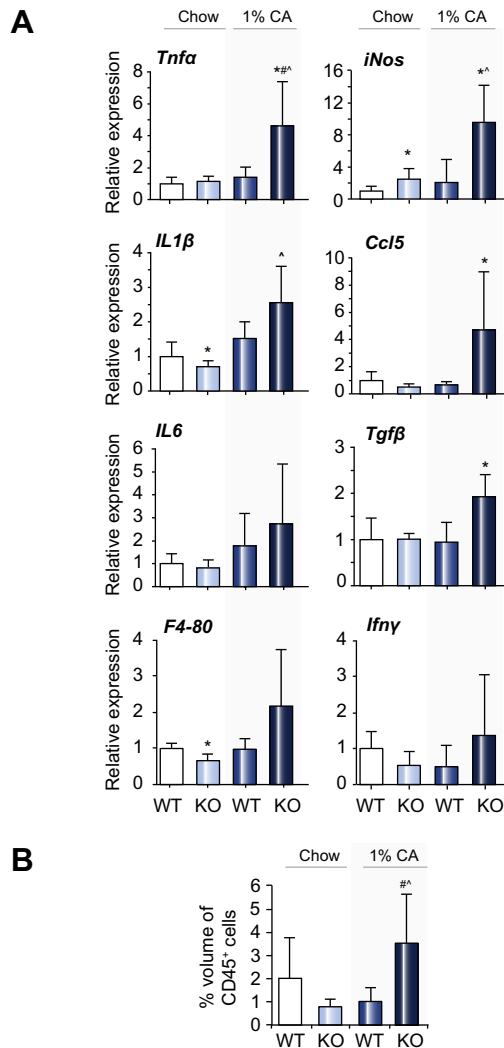 A
Chow 1% CA Chow 1% CA
Tnfα
Relative expression
8
6
4
2
0
*#^
iNos
16
12
8
4
2
0
*
*^
IL1β
Relative expression
4
3
2
1
0
*
^
Ccl5
10
8
6
4
2
0
*
IL6
Relative expression
6
5
4
3
2
1
0
Tgfβ
3
2
1
0
*
F4-80
Relative expression
4
3
2
1
0
*
WT KO WT KO
Ifnγ
4
3
2
1
0
WT KO WT KO
B
Chow 1% CA
% volume of
CD45⁺ cells
6
5
4
3
2
1
0
#^
WT KO WT KO